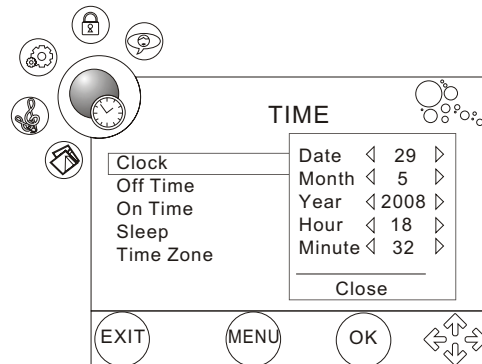 TIME
Clock
Off Time
On Time
Sleep
Time Zone
Date 29
Month 5
Year 2008
Hour 18
Minute 32
Close
EXIT MENU OK